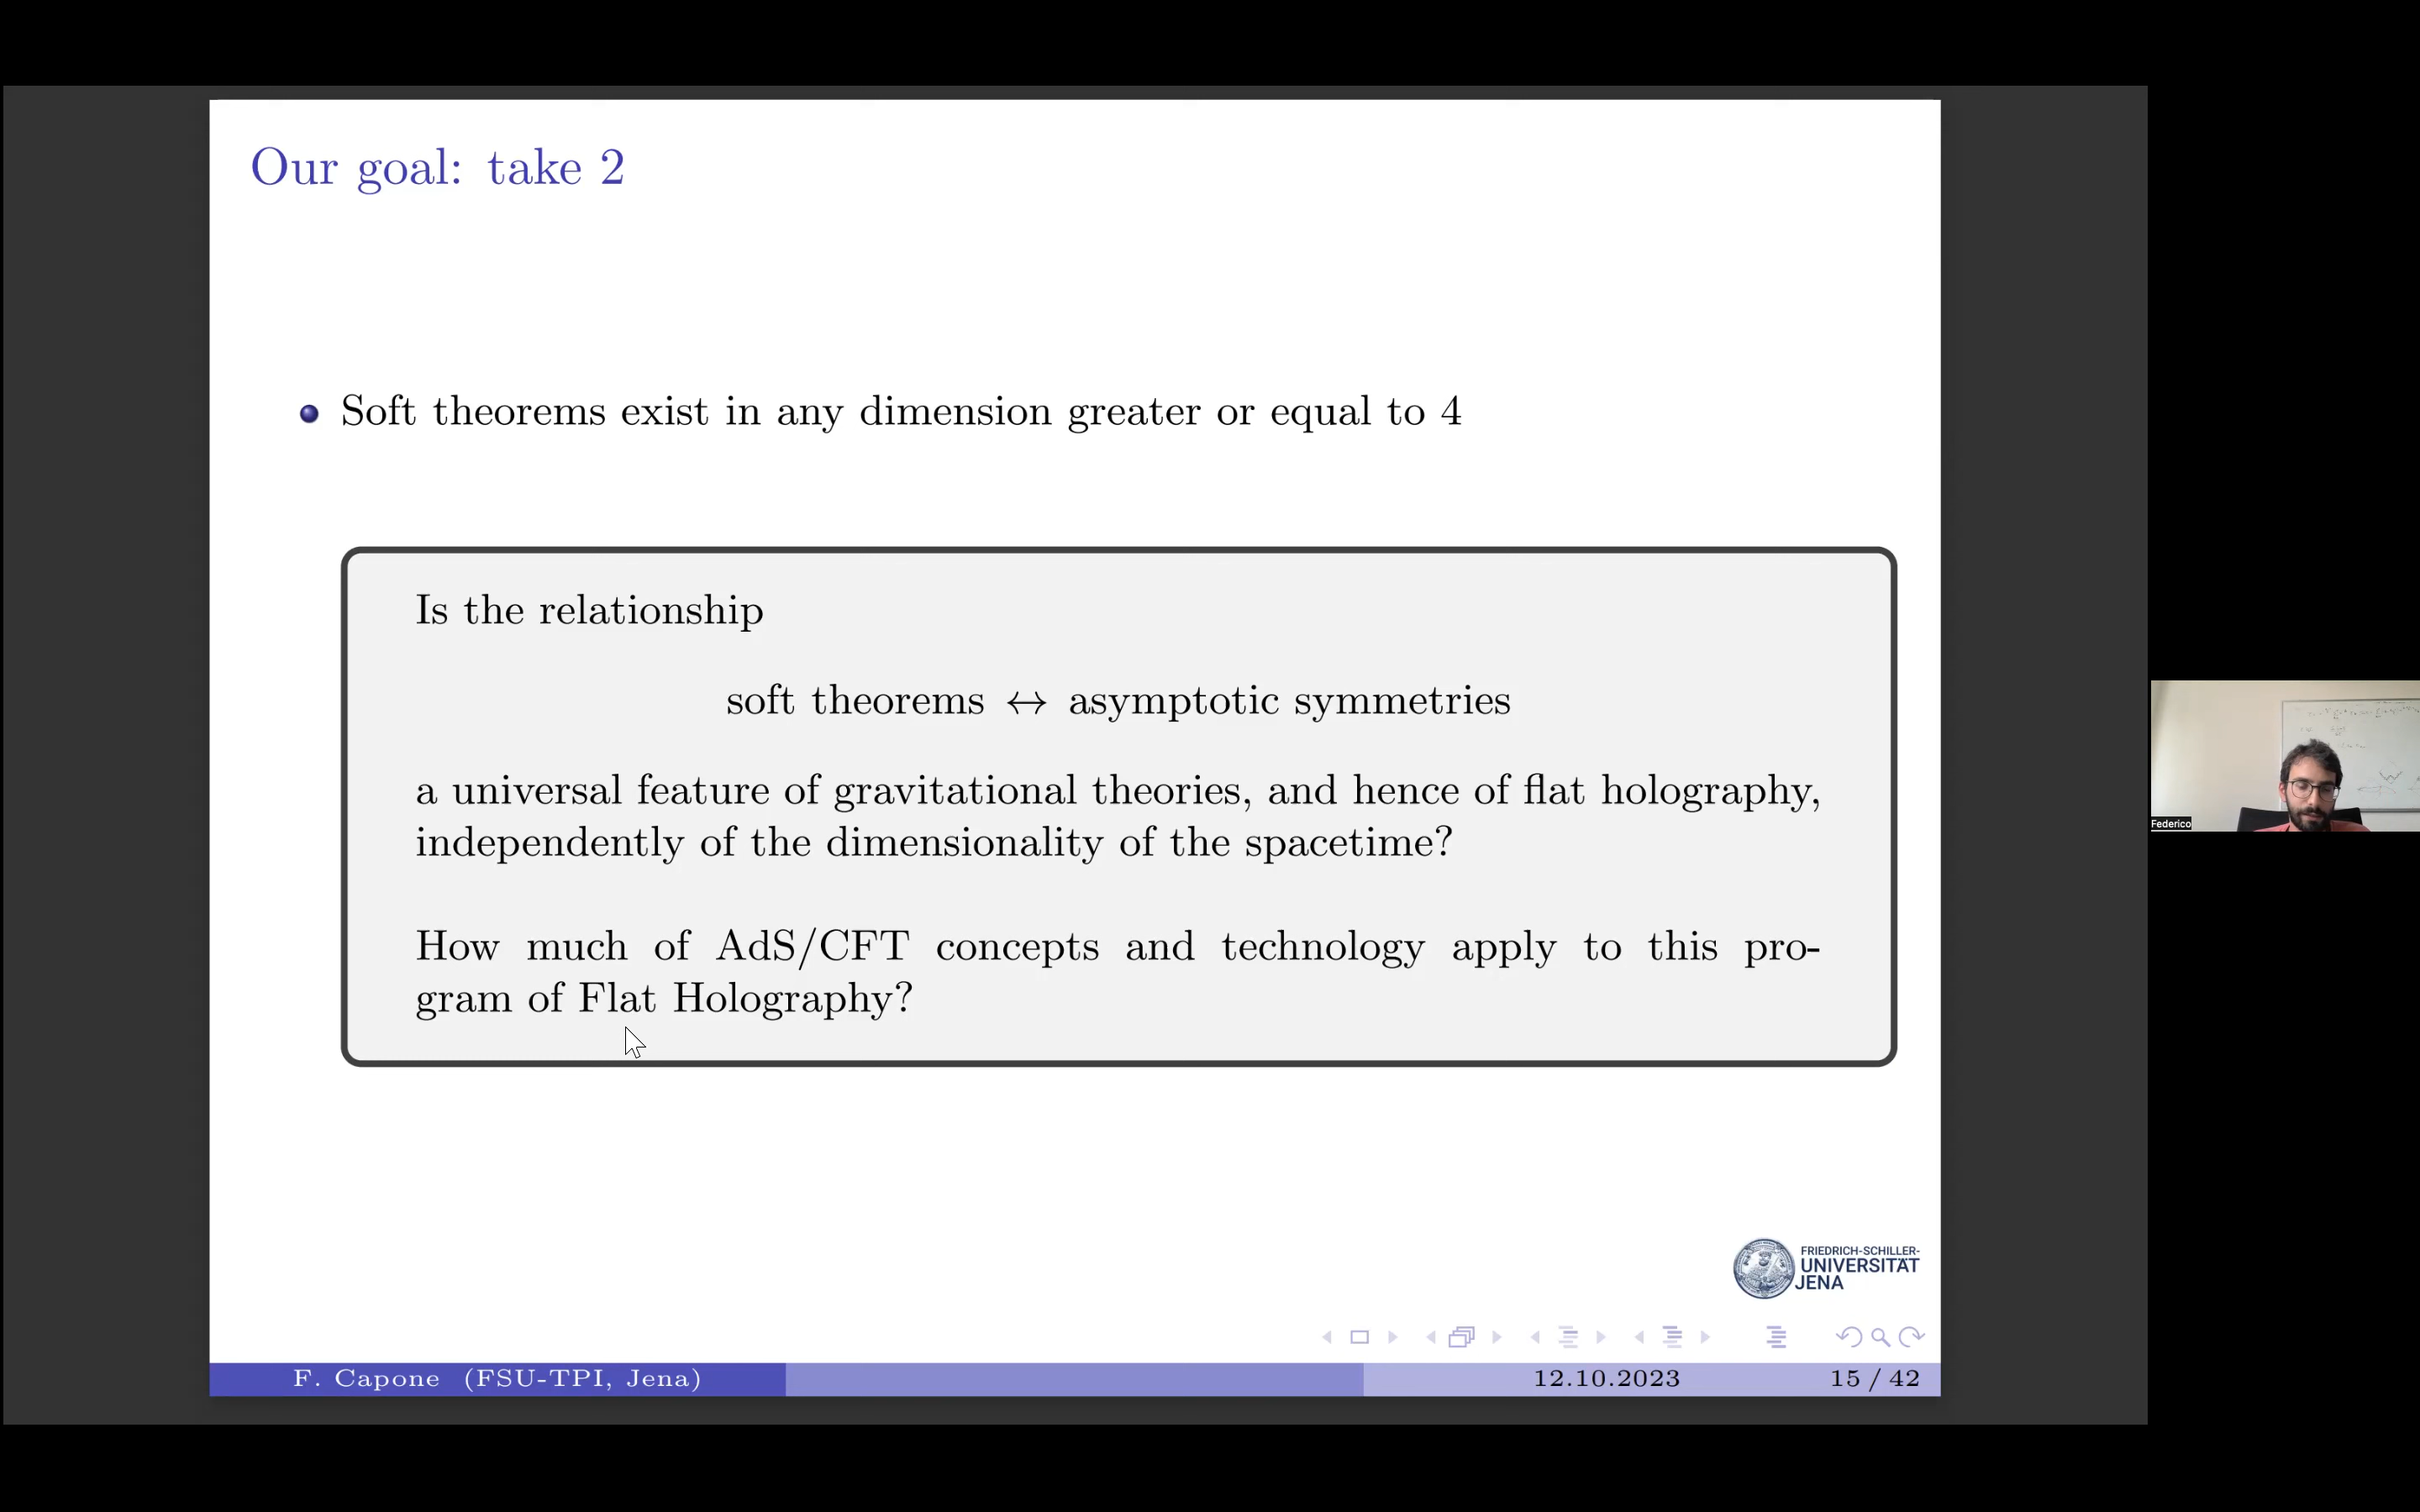 Our goal: take 2
Soft theorems exist in any dimension greater or equal to 4
Is the relationship
soft theorems ↔ asymptotic symmetries
a universal feature of gravitational theories, and hence of flat holography,
independently of the dimensionality of the spacetime?
How much of AdS/CFT concepts and technology apply to this pro-
gram of Flat Holography?
Federico
FRIEDRICH-SCHILLER-
UNIVERSITÄT
JENA
F. Capone (FSU-TPI, Jena) 12.10.2023 15 / 42